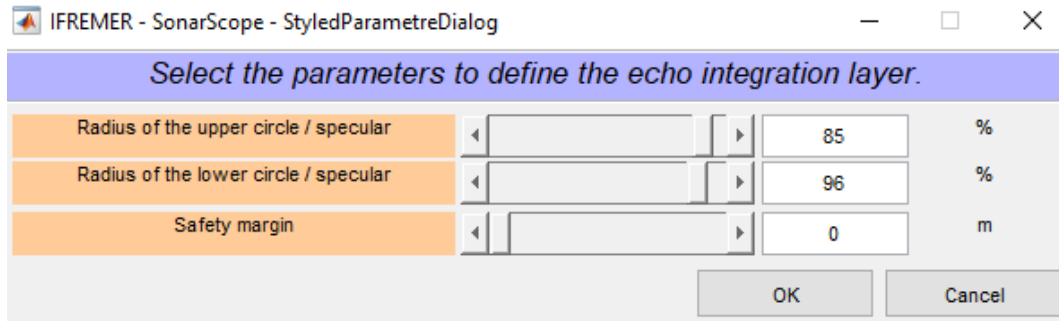 IFREMER - SonarScope - StyledParametreDialog
Select the parameters to define the echo integration layer.
Radius of the upper circle / specular 85 %
Radius of the lower circle / specular 96 %
Safety margin 0 m
OK Cancel